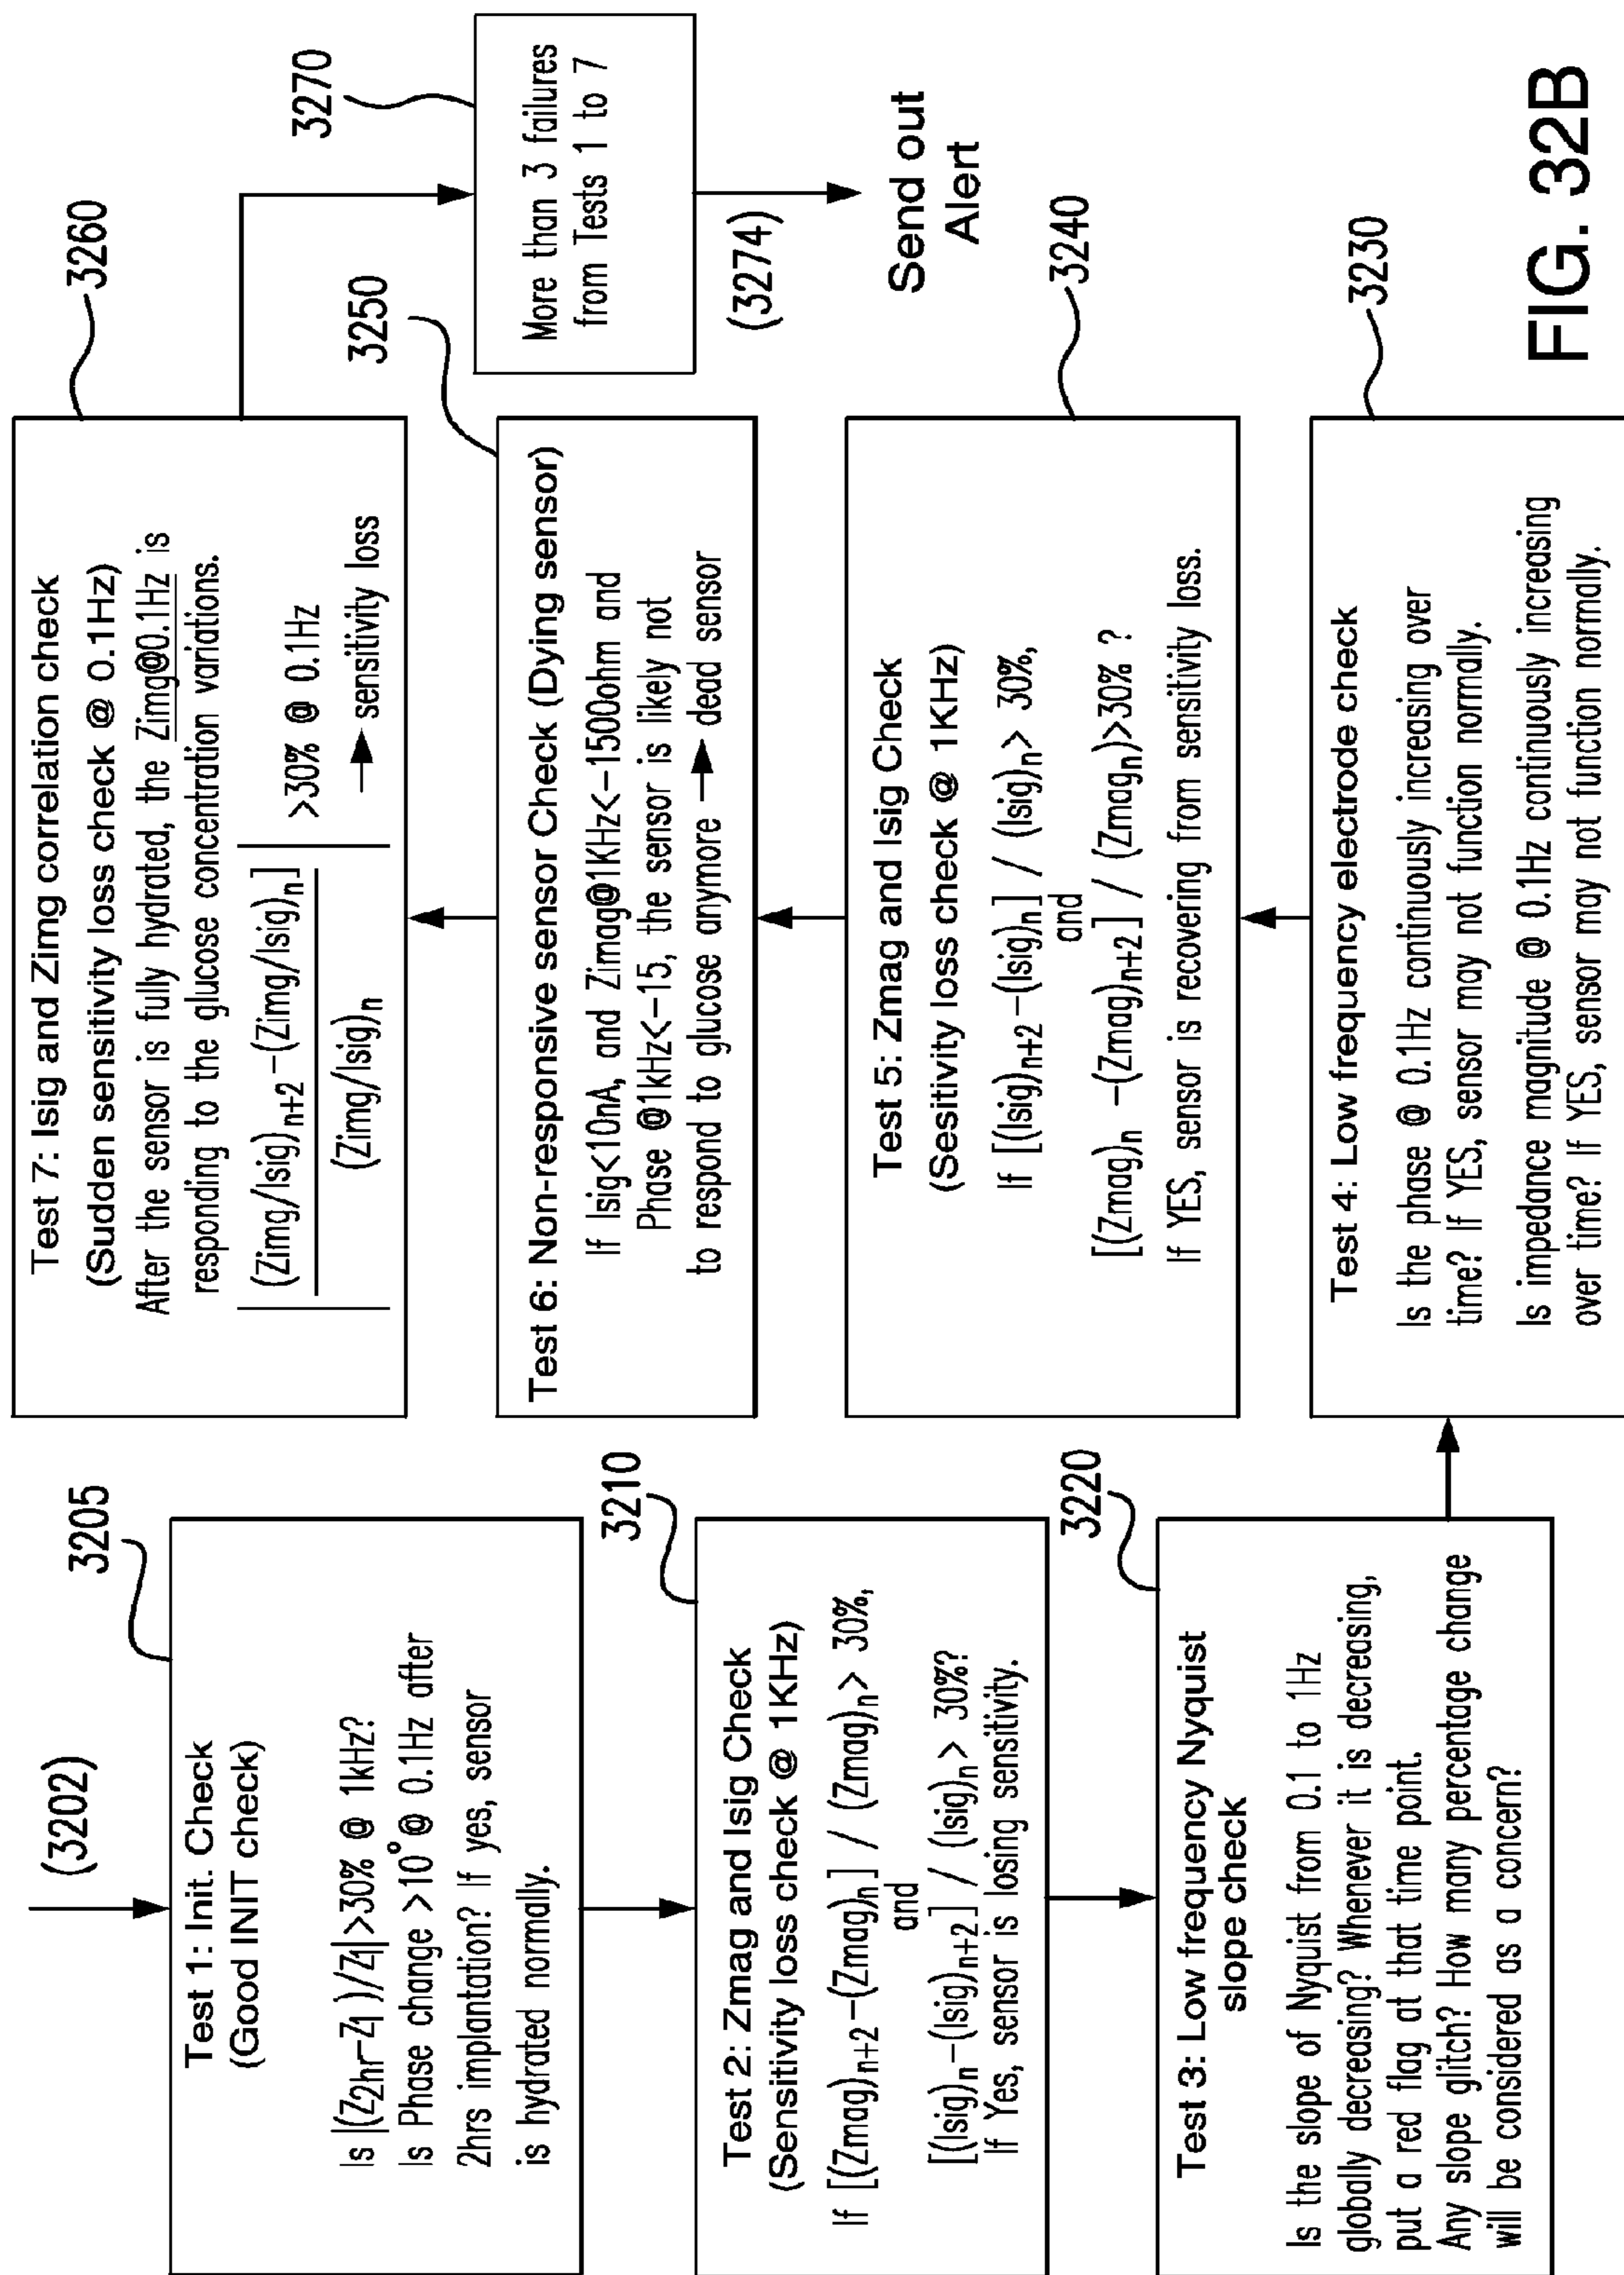 (3202)
3205
Test 1: Init. Check
(Good INIT check)
Is |(Z2hr-Z1)/Z1|>30% @ 1kHz?
Is Phase change >10° @ 0.1Hz after
2hrs implantation? If yes, sensor
is hydrated normally.
3210
Test 2: Zmag and Isig Check
(Sensitivity loss check @ 1KHz)
If [(Zmag)n+2-(Zmag)n] / (Zmag)n> 30%,
and
[(Isig)n-(Isig)n+2] / (Isig)n> 30%?
If Yes, sensor is losing sensitivity.
3220
Test 3: Low frequency Nyquist
slope check
Is the slope of Nyquist from 0.1 to 1Hz
globally decreasing? Whenever it is decreasing,
put a red flag at that time point.
Any slope glitch? How many percentage change
will be considered as a concern?
3230
Test 4: Low frequency electrode check
Is the phase @ 0.1Hz continuously increasing over
time? If YES, sensor may not function normally.
Is impedance magnitude @ 0.1Hz continuously increasing
over time? If YES, sensor may not function normally.
3240
Test 5: Zmag and Isig Check
(Sesitivity loss check @ 1KHz)
If [(Isig)n+2-(Isig)n] / (Isig)n> 30%,
and
[(Zmag)n -(Zmag)n+2] / (Zmagn)>30% ?
If YES, sensor is recovering from sensitivity loss.
3250
Test 6: Non-responsive sensor Check (Dying sensor)
If Isig<10nA, and Zimag@1KHz<-1500ohm and
Phase @1kHz<-15, the sensor is likely not
to respond to glucose anymore → dead sensor
3260
Test 7: Isig and Zimg correlation check
(Sudden sensitivity loss check @ 0.1Hz)
After the sensor is fully hydrated, the Zimg@0.1Hz is
responding to the glucose concentration variations.
|(Zimg/Isig)n+2-(Zimg/Isig)n]
(Zimg/Isig)n| >30% @ 0.1Hz
→ sensitivity loss
3270
More than 3 failures
from Tests 1 to 7
(3274)
Send out
Alert
FIG. 32B